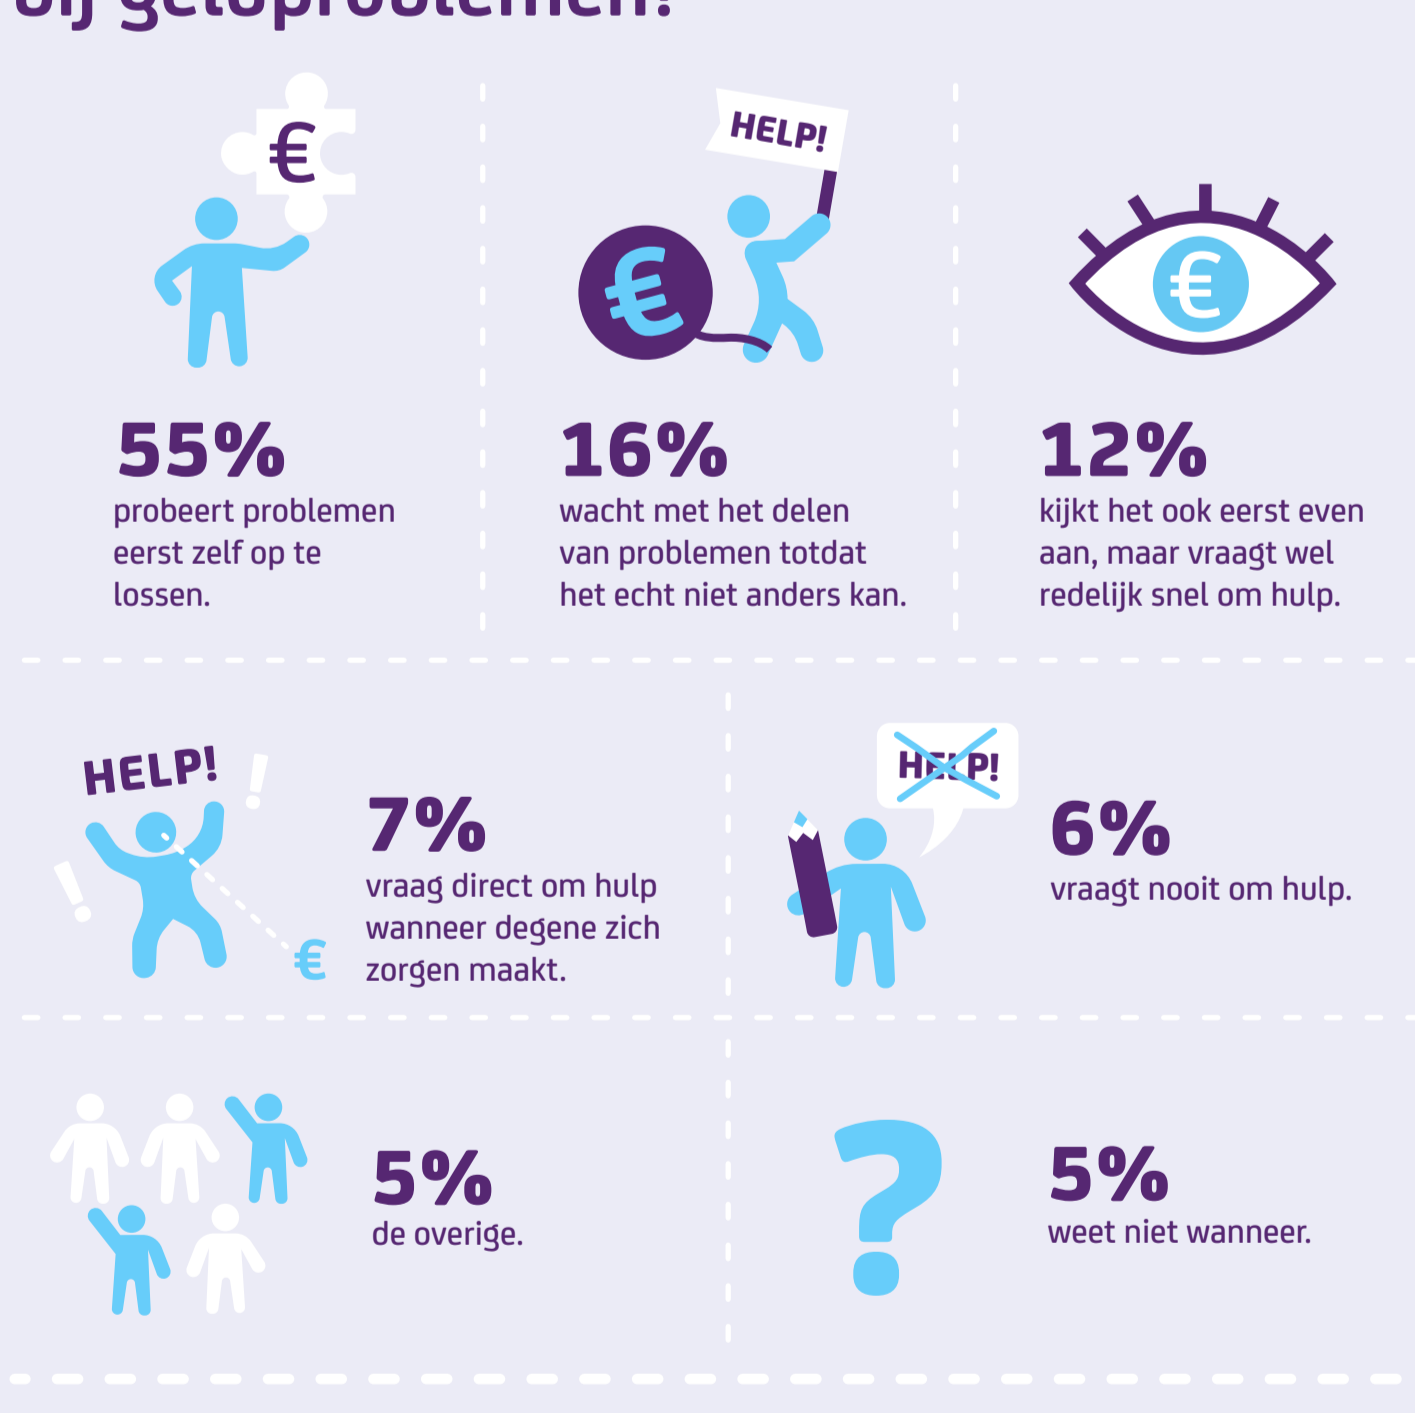 bij geldproblemen?
€
HELP!
€
€
55%
probeert problemen
eerst zelf op te
lossen.
16%
wacht met het delen
van problemen totdat
het echt niet anders kan.
12%
kijkt het ook eerst even
aan, maar vraagt wel
redelijk snel om hulp.
HELP!
!
!
€
7%
vraag direct om hulp
wanneer degene zich
zorgen maakt.
HELP!
6%
vraagt nooit om hulp.
5%
de overige.
?
5%
weet niet wanneer.